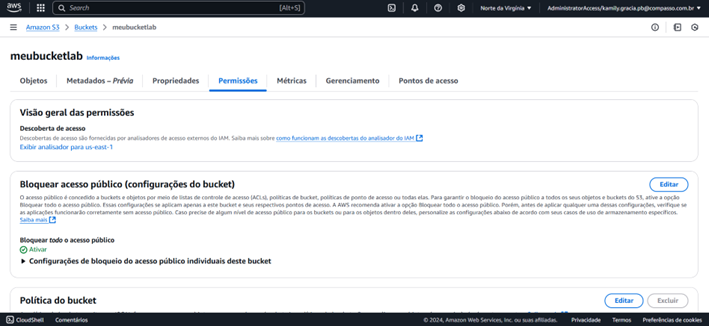 aws
Search
[Alt+S]
Norte da Virgínia
AdministratorAccess/kamily.gracia.pb@compasso.com.br
Amazon S3 > Buckets > meubucketlab
meubucketlab Informações
Objetos
Metadados – Prévia
Propriedades
Permissões
Métricas
Gerenciamento
Pontos de acesso
Visão geral das permissões
Descoberta de acesso
Descobertas de acesso são fornecidas por analisadores de acesso externos do IAM. Saiba mais sobre como funcionam as descobertas do analisador do IAM
Exibir analisador para us-east-1
Bloquear acesso público (configurações do bucket)
Editar
O acesso público é concedido a buckets e objetos por meio de listas de controle de acesso (ACLs), políticas de bucket, políticas de ponto de acesso ou todas elas. Para garantir o bloqueio do acesso público a todos os seus objetos e buckets do S3, ative a opção
Bloquear todo o acesso público. Essas configurações se aplicam apenas a este bucket e seus respectivos pontos de acesso. A AWS recomenda ativar a opção Bloquear todo o acesso público. Porém, antes de aplicar qualquer uma dessas configurações, verifique se
as aplicações funcionarão corretamente sem acesso público. Caso precise de algum nível de acesso público para os buckets ou para os objetos dentro deles, personalize as configurações abaixo de acordo com seus casos de uso de armazenamento específicos.
Saiba mais
Bloquear todo o acesso público
Ativar
Configurações de bloqueio do acesso público individuais deste bucket
Política do bucket
Editar
Excluir
CloudShell
Comentários
© 2024, Amazon Web Services, Inc. ou suas afiliadas.
Privacidade
Termos
Preferências de cookies